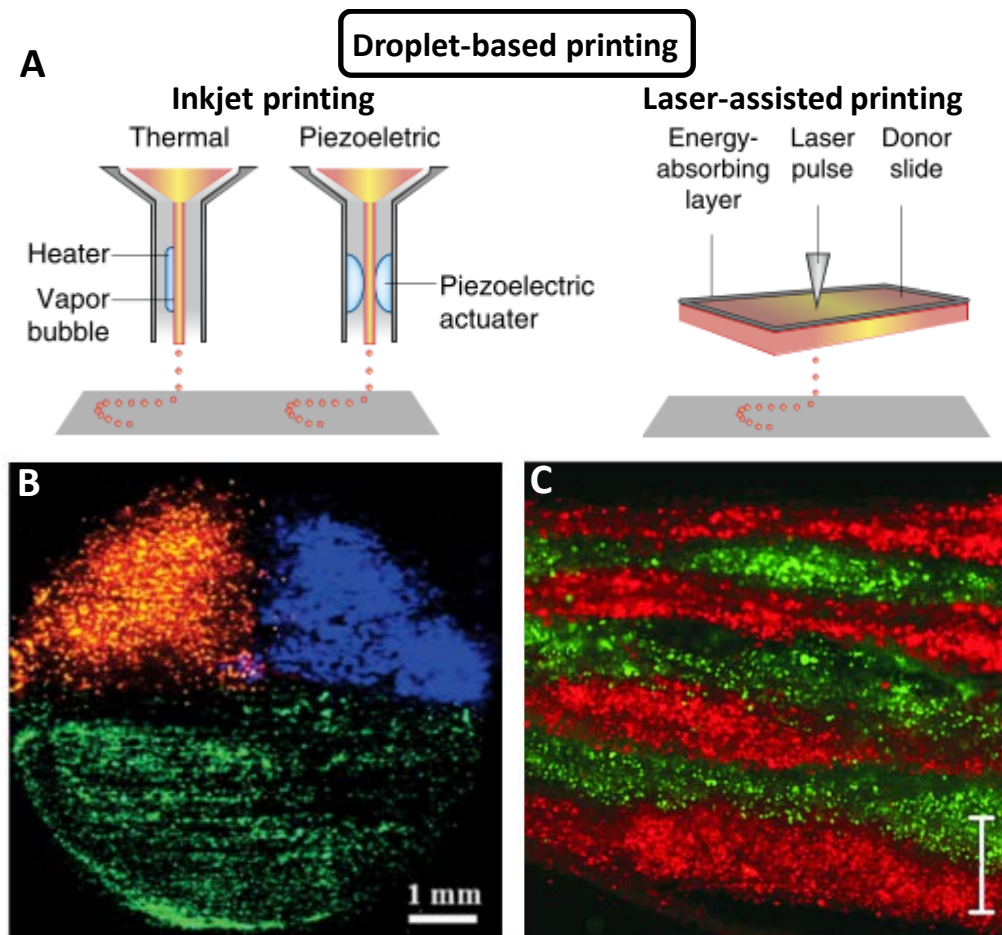 Droplet-based printing
A
Inkjet printing
Laser-assisted printing
Thermal
Piezoeletric
Heater
Vapor
bubble
Piezoelectric
actuater
Energy-
absorbing
layer
Laser
pulse
Donor
slide
B
1 mm
C